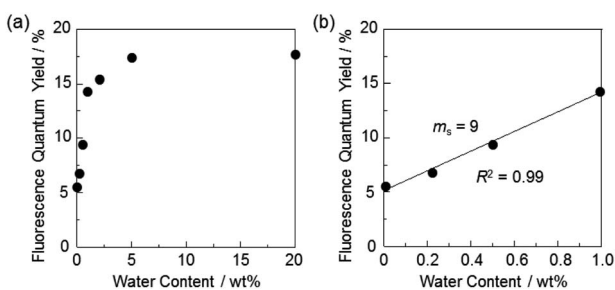 (a)
Fluorescence Quantum Yield / %
20
15
10
5
0
0 5 10 15 20
Water Content / wt%
(b)
Fluorescence Quantum Yield / %
20
15
10
5
0
mₛ = 9
R² = 0.99
0 0.2 0.4 0.6 0.8 1.0
Water Content / wt%